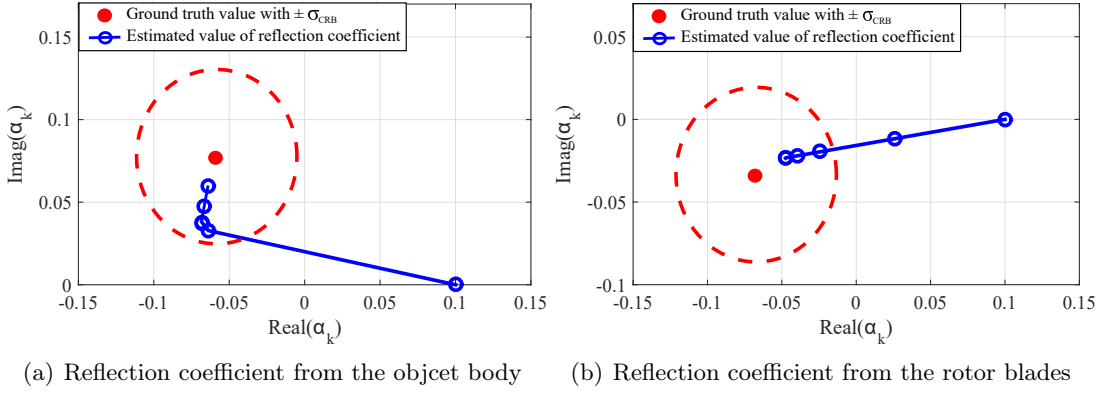 Ground truth value with ± σCRB
Estimated value of reflection coefficient
0.15
0.1
0.05
0
Imag(αk)
-0.15 -0.1 -0.05 0 0.05 0.1 0.15
Real(αk)
(a) Reflection coefficient from the objcet body
Ground truth value with ± σCRB
Estimated value of reflection coefficient
0.05
0
-0.05
-0.1
Imag(αk)
-0.15 -0.1 -0.05 0 0.05 0.1 0.15
Real(αk)
(b) Reflection coefficient from the rotor blades